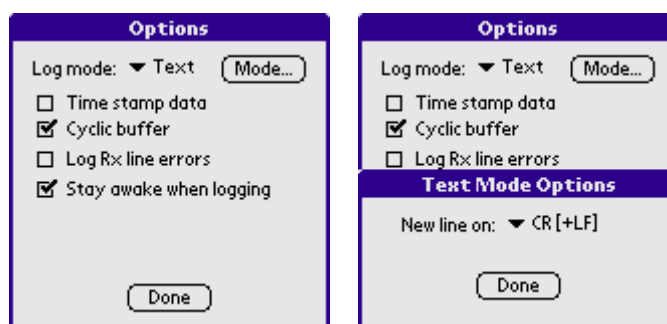 Options
Log mode: Text Mode...
Time stamp data
Cyclic buffer
Log Rx line errors
Stay awake when logging
Done
Options
Log mode: Text Mode...
Time stamp data
Cyclic buffer
Log Rx line errors
Text Mode Options
New line on: CR [+LF]
Done